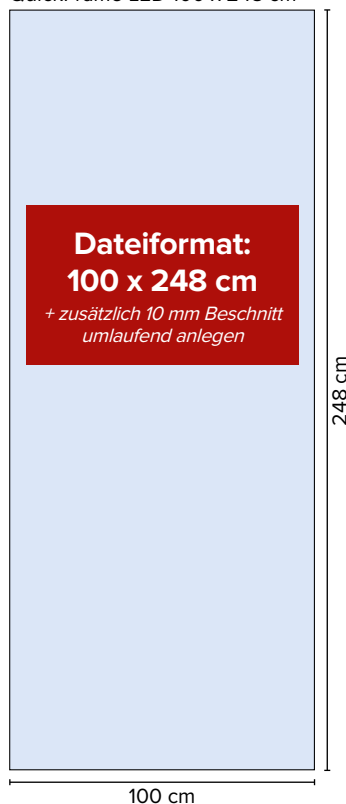 Dateiformat:
100 x 248 cm
+ zusätzlich 10 mm Beschnitt
umlaufend anlegen
248 cm
100 cm